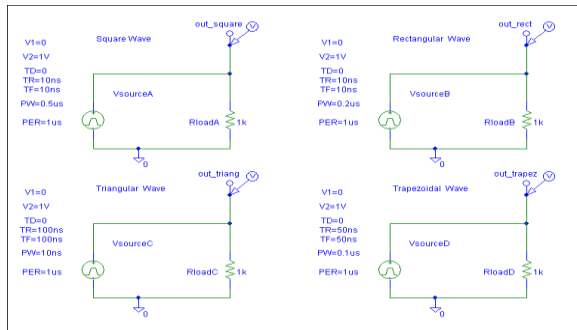 out_square
V
V1=0
Square Wave
V2=1V
TD=0
TR=10ns
TF=10ns
VsourceA
PW=0.5us
PER=1us
RloadA
1k
0
out_rect
V
V1=0
Rectangular Wave
V2=1V
TD=0
TR=10ns
TF=10ns
VsourceB
PW=0.2us
PER=1us
RloadB
1k
0
out_triang
V
V1=0
Triangular Wave
V2=1V
TD=0
TR=100ns
TF=100ns
VsourceC
PW=10ns
PER=1us
RloadC
1k
0
out_trapez
V
V1=0
Trapezoidal Wave
V2=1V
TD=0
TR=50ns
TF=50ns
VsourceD
PW=0.1us
PER=1us
RloadD
1k
0